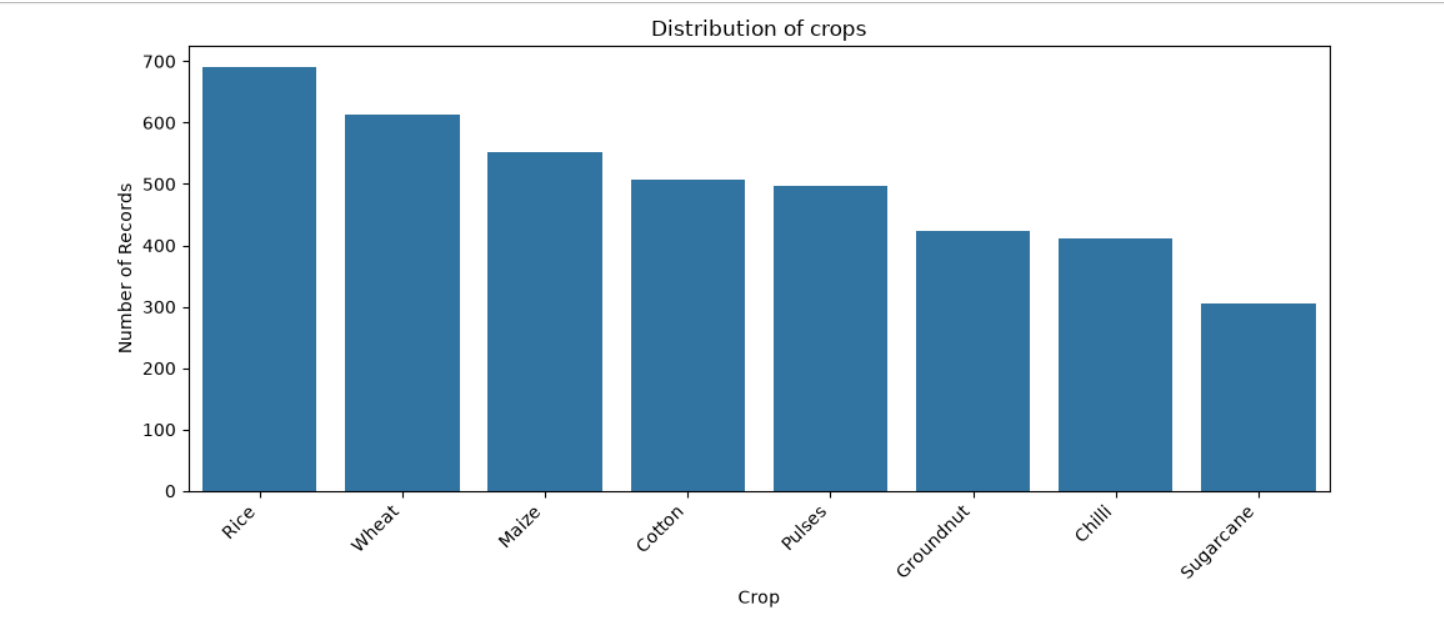 Distribution of crops
700
600
500
400
300
200
100
0
Number of Records
Rice
Wheat
Maize
Cotton
Pulses
Groundnut
Chilli
Sugarcane
Crop